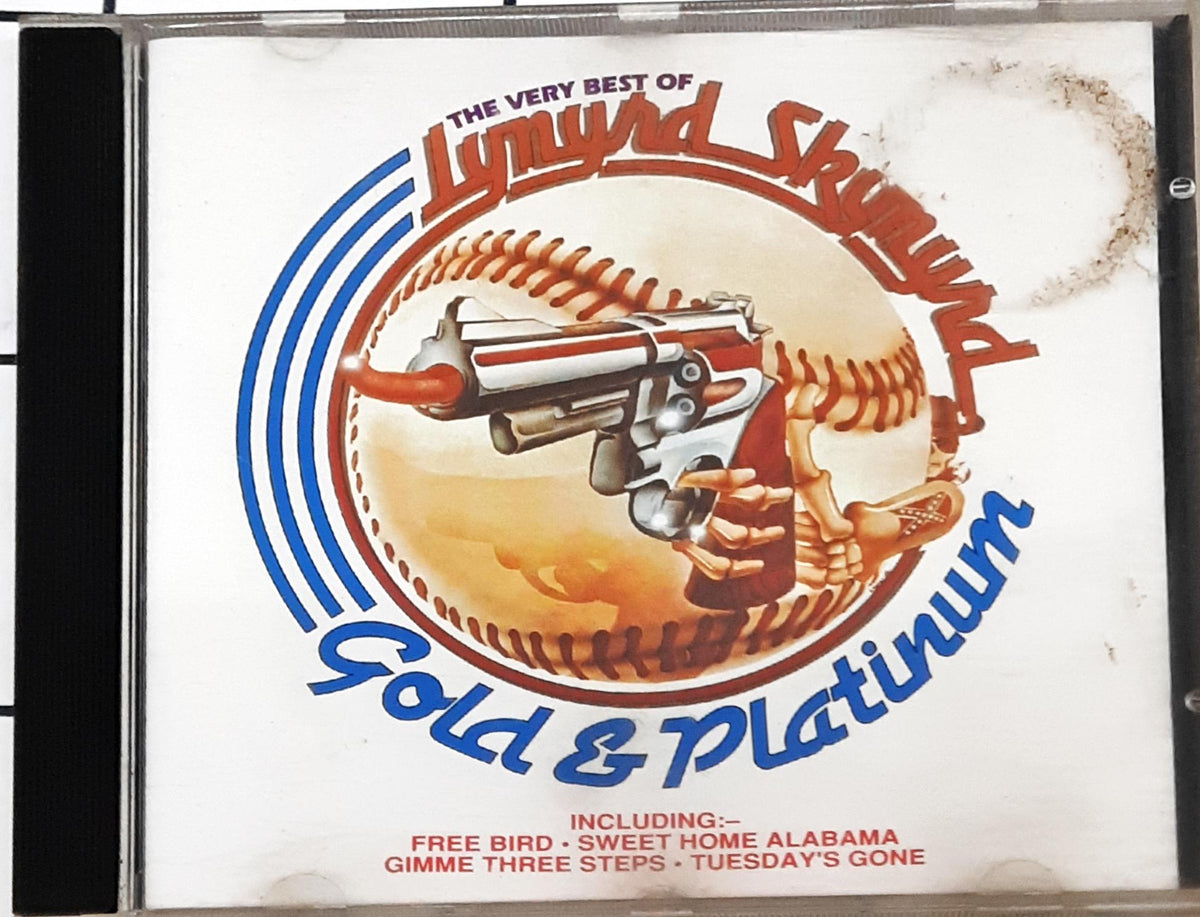 THE VERY BEST OF
Lynyrd Skynyrd
Gold & Platinum
INCLUDING:–
FREE BIRD • SWEET HOME ALABAMA
GIMME THREE STEPS • TUESDAY'S GONE